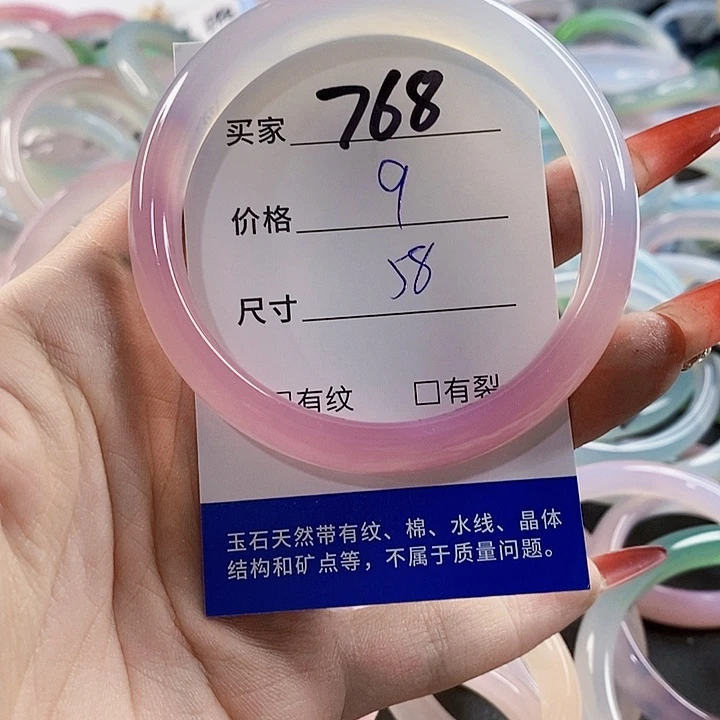 买家 768
价格 9
尺寸 58
□有纹 □有裂
玉石天然带有纹、棉、水线、晶体
结构和矿点等，不属于质量问题。